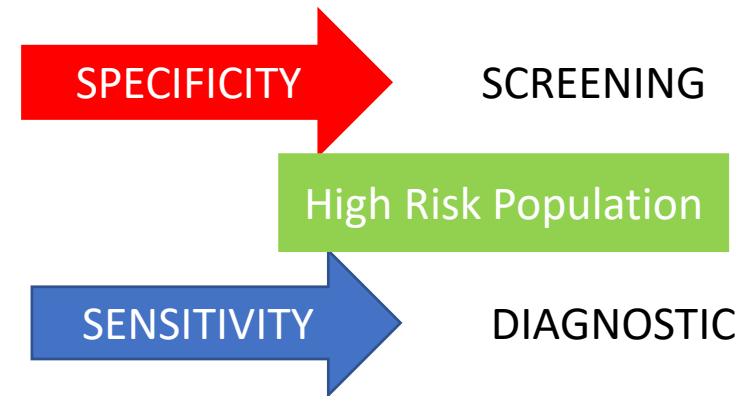 SPECIFICITY
SCREENING
High Risk Population
SENSITIVITY
DIAGNOSTIC